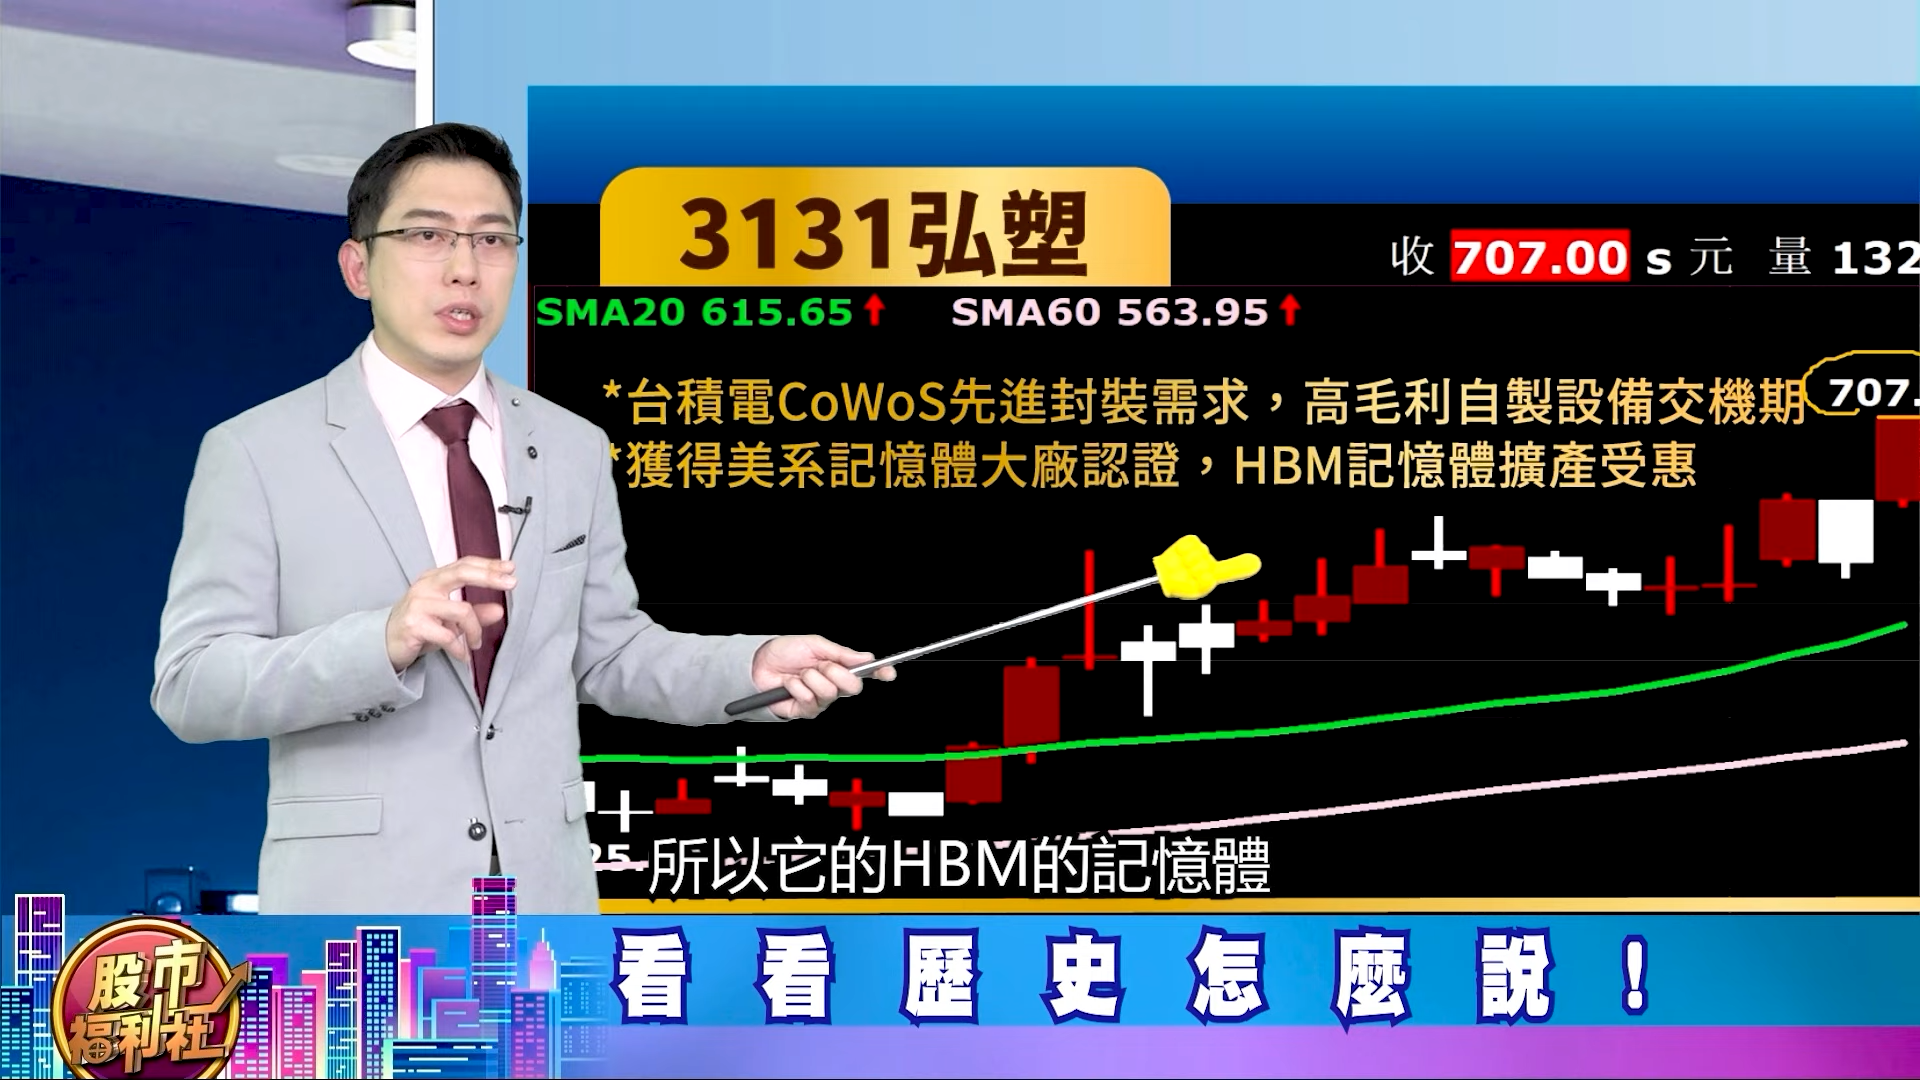 3131弘塑
收 707.00 s 元 量 132
SMA20 615.65↑ SMA60 563.95↑
*台積電CoWoS先進封裝需求，高毛利自製設備交機期
707.
*獲得美系記憶體大廠認證，HBM記憶體擴產受惠
25
所以它的HBM的記憶體
看看歷史怎麼說！
股市
福利社